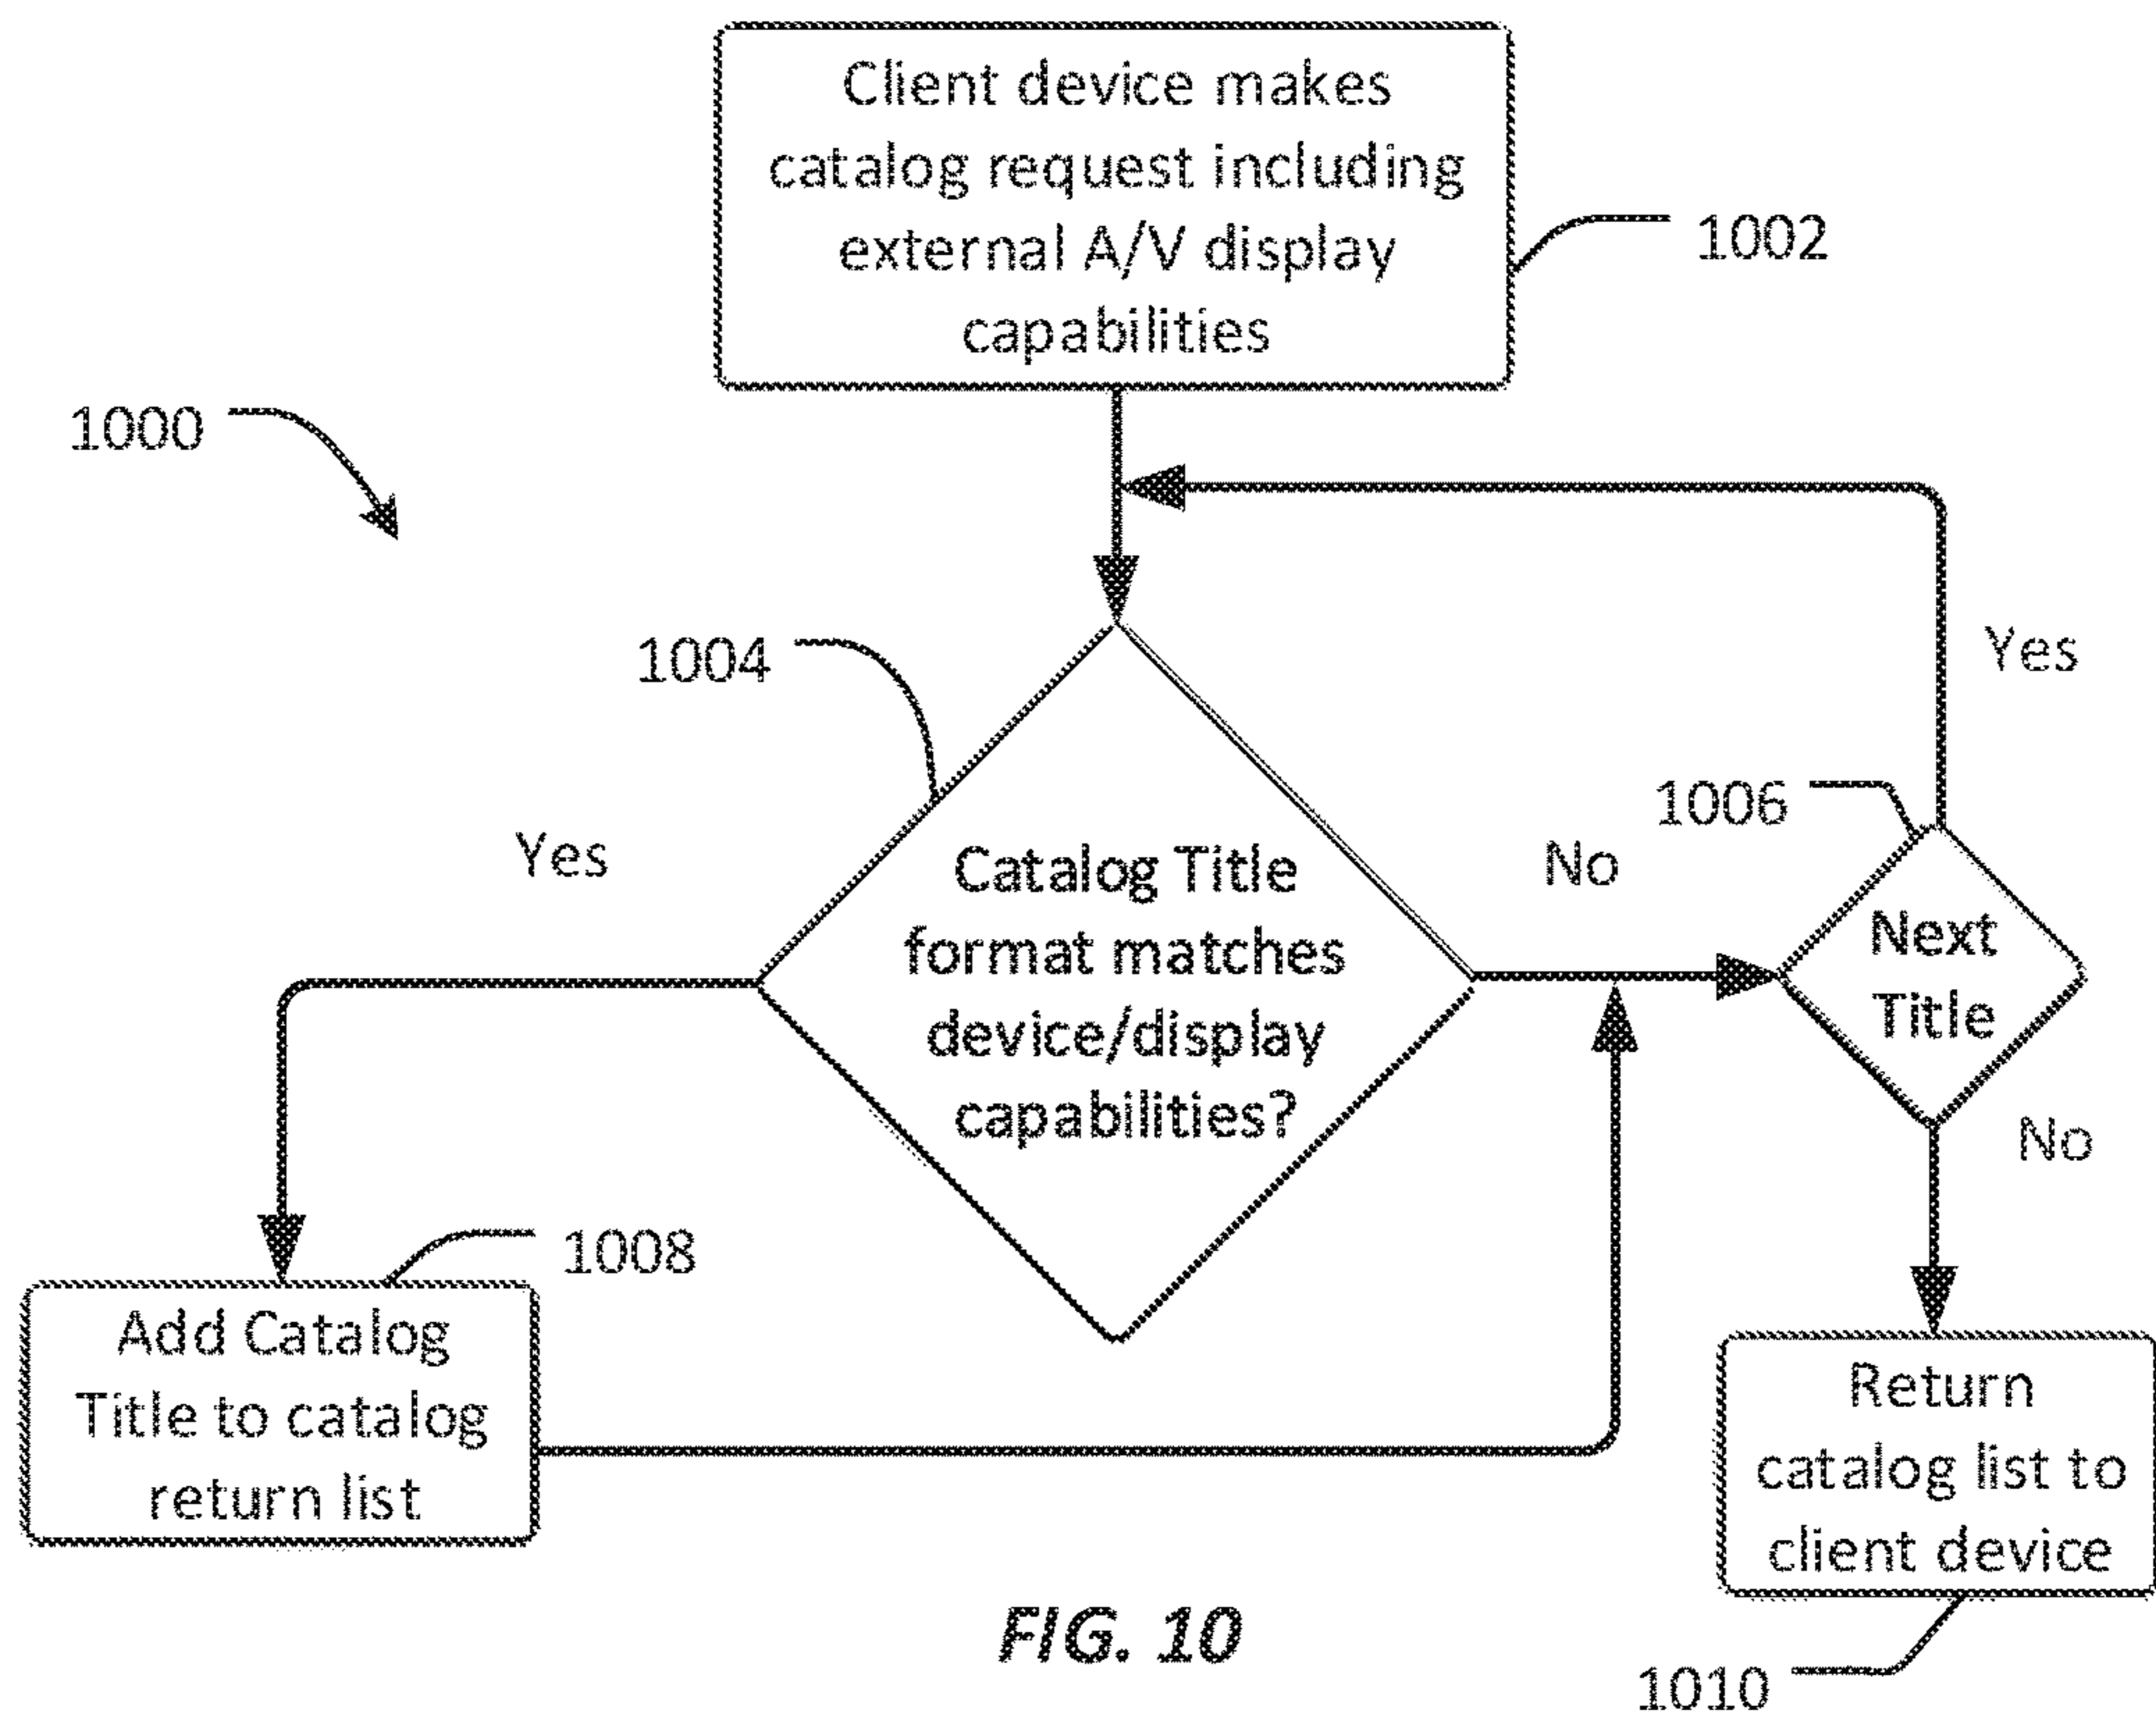 Client device makes
catalog request including
external A/V display
capabilities
1002
1000
1004
Yes
1006
Yes
No
Catalog Title
format matches
device/display
capabilities?
Next
Title
No
1008
Add Catalog
Title to catalog
return list
Return
catalog list to
client device
FIG. 10
1010